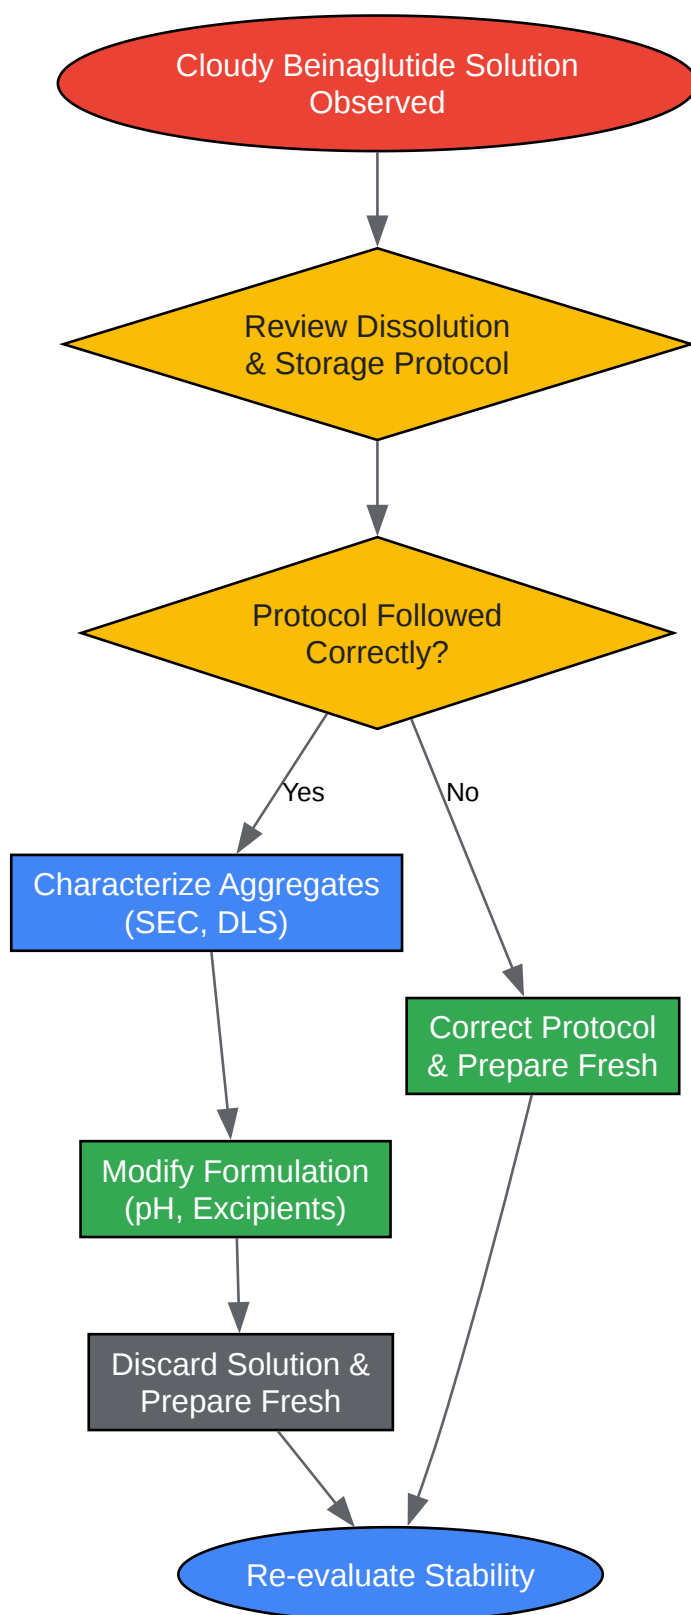 Cloudy Beinaglutide Solution
Observed
Review Dissolution
& Storage Protocol
Protocol Followed
Correctly?
Yes
No
Characterize Aggregates
(SEC, DLS)
Correct Protocol
& Prepare Fresh
Modify Formulation
(pH, Excipients)
Discard Solution &
Prepare Fresh
Re-evaluate Stability